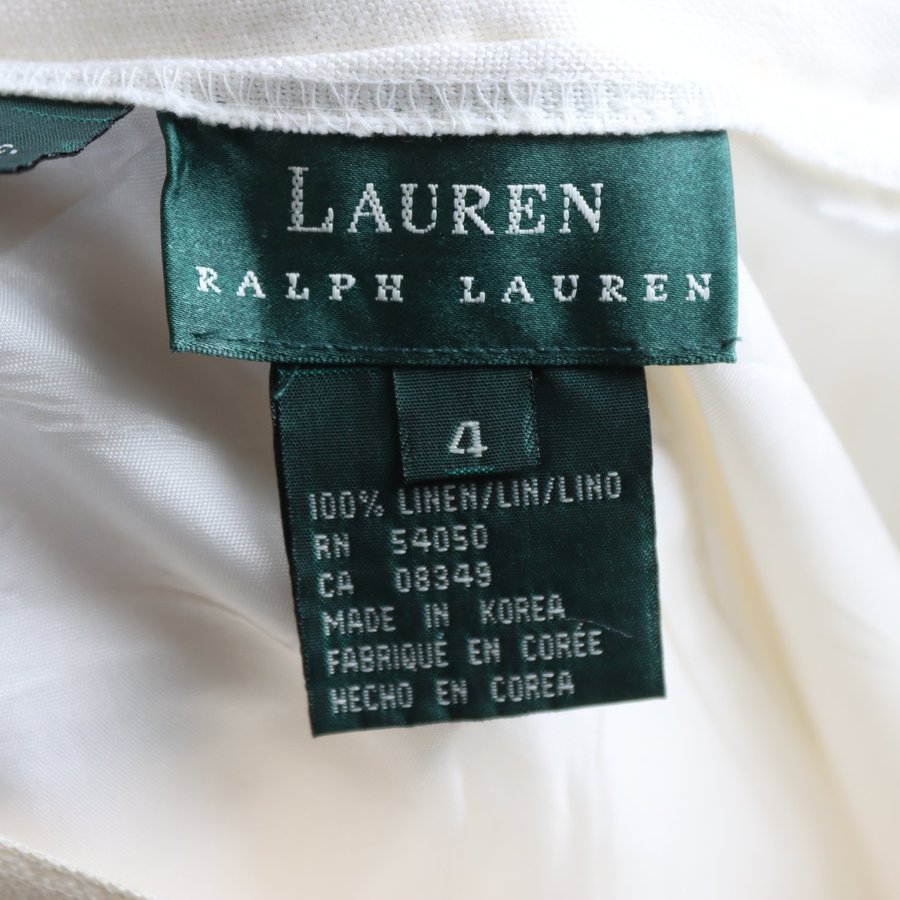 LAUREN
RALPH LAUREN
4
100% LINEN/LIN/LINO
RN 54050
CA 08349
MADE IN KOREA
FABRIQUÉ EN CORÉE
HECHO EN COREA